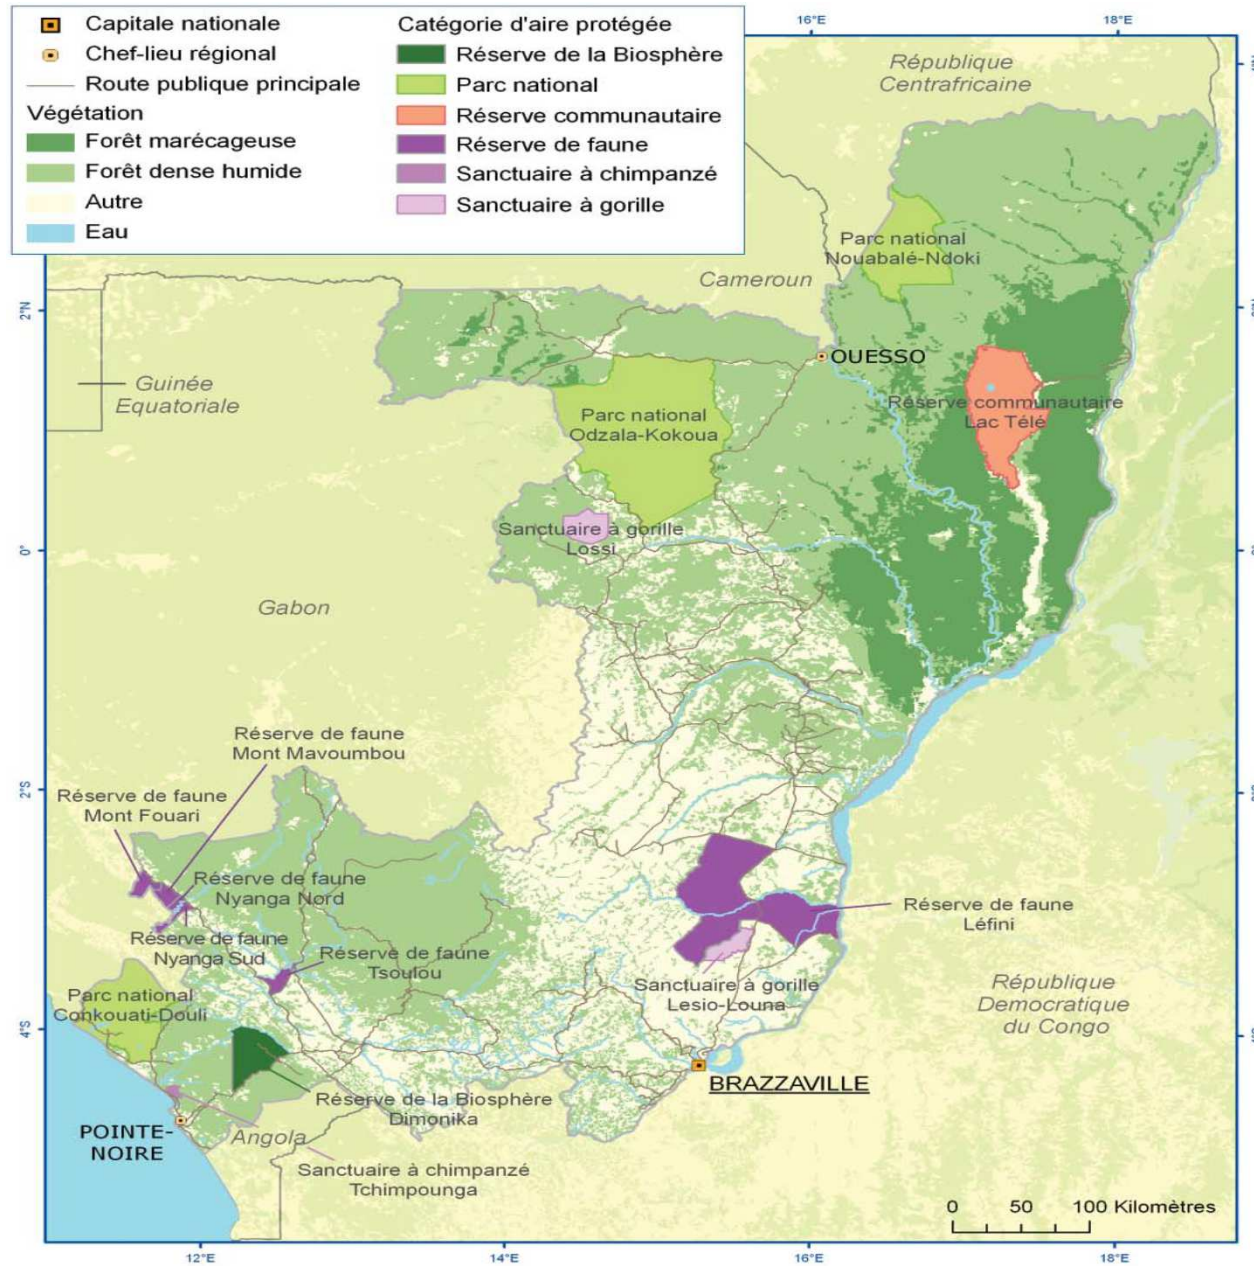 Capitale nationale
Chef-lieu régional
Route publique principale
Végétation
Forêt marécageuse
Forêt dense humide
Autre
Eau
Catégorie d'aire protégée
Réserve de la Biosphère
Parc national
Réserve communautaire
Réserve de faune
Sanctuaire à chimpanzé
Sanctuaire à gorille
16°E
18°E
République
Centrafricaine
Parc national
Nouabalé-Ndoki
Cameroun
2°N
OUESSO
Guinée
Equatoriale
Réserve communautaire
Lac Télé
Parc national
Odzala-Kokoua
Sanctuaire à gorille
Lossi
0°
Gabon
Réserve de faune
Mont Mavoumbou
2°S
Réserve de faune
Mont Fouari
Réserve de faune
Nyanga Nord
Réserve de faune
Nyanga Sud
Réserve de faune
Tsoulou
Réserve de faune
Léfini
Sanctuaire à gorille
Lesio-Louna
République
Democratique
du Congo
Parc national
Conkouati-Douli
4°S
BRAZZAVILLE
Réserve de la Biosphère
Dimonika
POINTE-
NOIRE
Angola
Sanctuaire à chimpanzé
Tchimpounga
0 50 100 Kilomètres
12°E
14°E
16°E
18°E